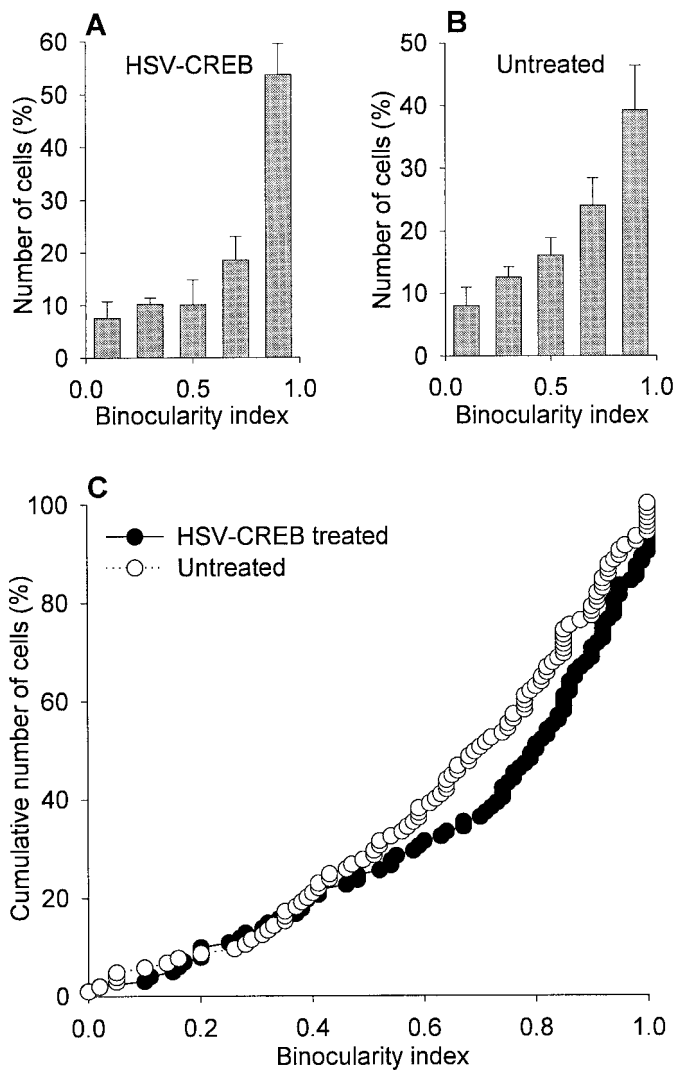 A
HSV-CREB
Number of cells (%)
60
50
40
30
20
10
0
0.0 0.5 1.0
Binocularity index
B
Untreated
Number of cells (%)
50
40
30
20
10
0
0.0 0.5 1.0
Binocularity index
C
HSV-CREB treated
Untreated
Cumulative number of cells (%)
100
80
60
40
20
0
0.0 0.2 0.4 0.6 0.8 1.0
Binocularity index